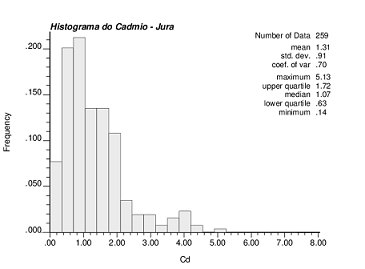 Histograma do Cadmio - Jura
Number of Data 259
mean 1.31
std. dev. .91
coef. of var .70
maximum 5.13
upper quartile 1.72
median 1.07
lower quartile .63
minimum .14
Frequency
.200
.150
.100
.050
.000
.00 1.00 2.00 3.00 4.00 5.00 6.00 7.00 8.00
Cd